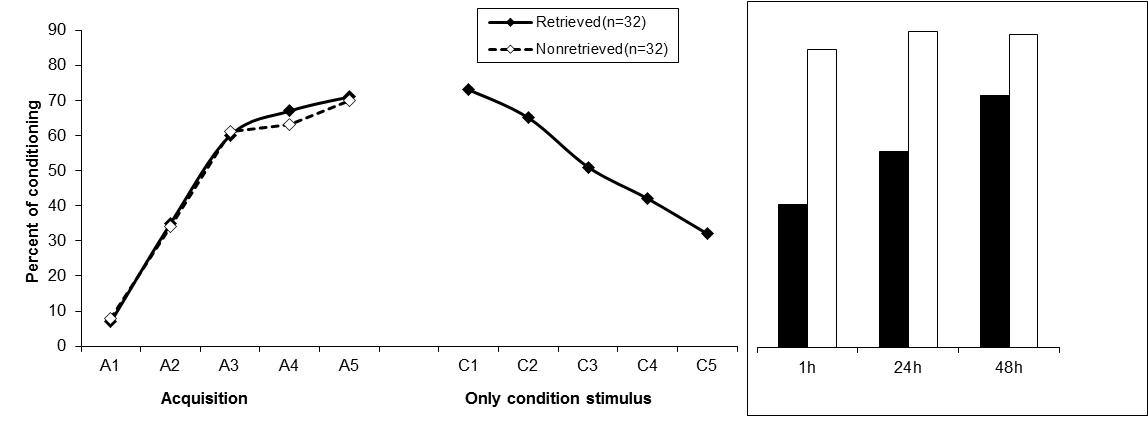 Retrieved(n=32)
Nonretrieved(n=32)
Percent of conditioning
90
80
70
60
50
40
30
20
10
0
A1 A2 A3 A4 A5 C1 C2 C3 C4 C5
Acquisition Only condition stimulus
1h 24h 48h